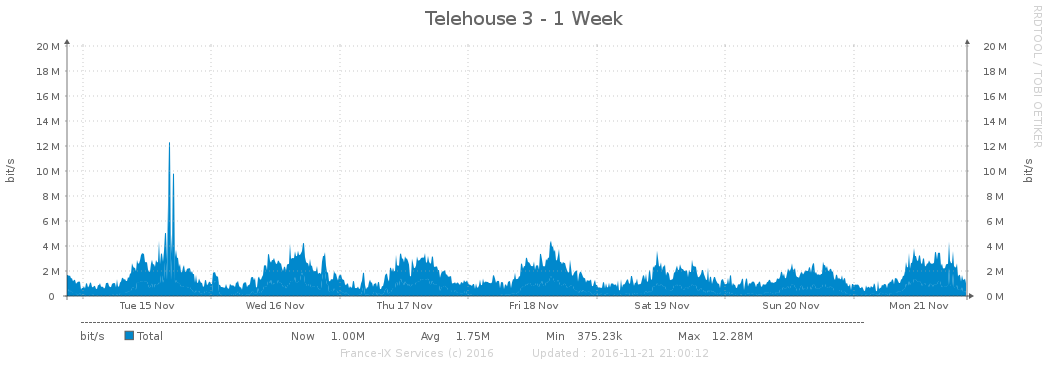 Telehouse 3 - 1 Week
RRDTOOL / TOBI OETIKER
bit/s
20 M 20 M
18 M 18 M
16 M 16 M
14 M 14 M
12 M 12 M
10 M 10 M
8 M 8 M
6 M 6 M
4 M 4 M
2 M 2 M
0 0 M
bit/s
Tue 15 Nov Wed 16 Nov Thu 17 Nov Fri 18 Nov Sat 19 Nov Sun 20 Nov Mon 21 Nov
bit/s Total Now 1.00M Avg 1.75M Min 375.23k Max 12.28M
France-IX Services (c) 2016 Updated : 2016-11-21 21:00:12